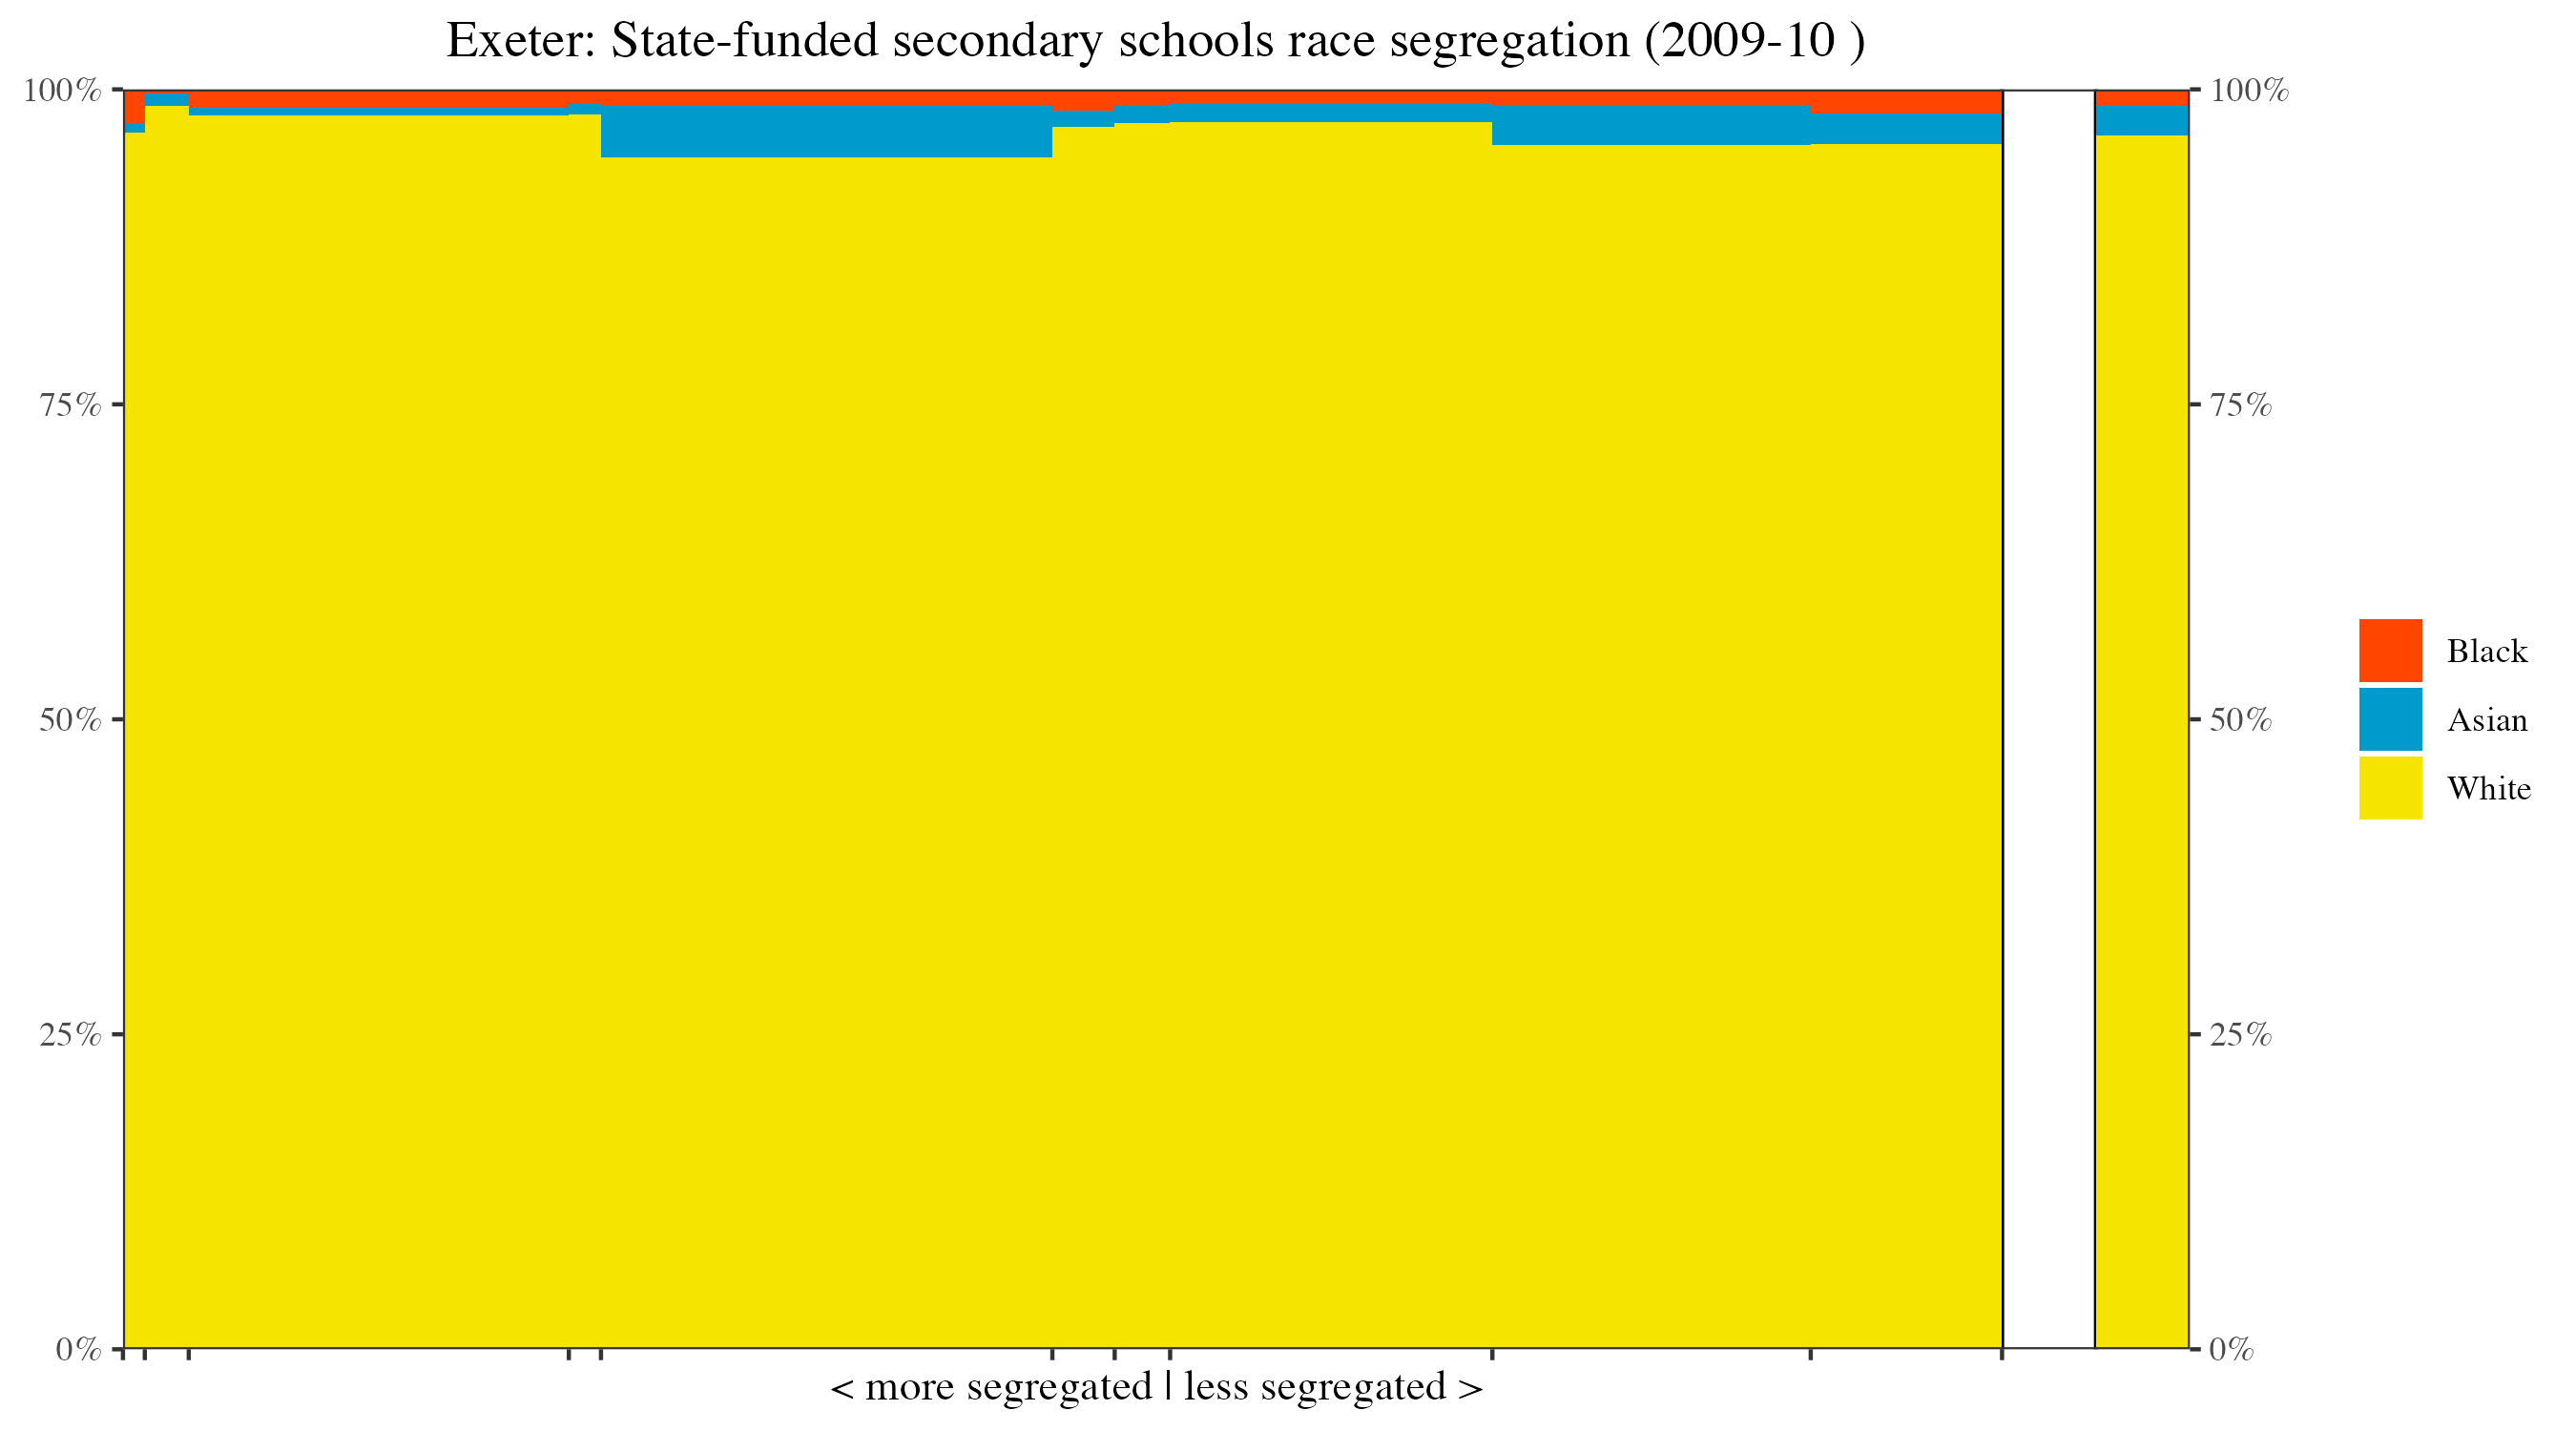 Exeter: State-funded secondary schools race segregation (2009-10 )
100%
75%
50%
25%
0%
100%
75%
50%
25%
0%
Black
Asian
White
< more segregated | less segregated >